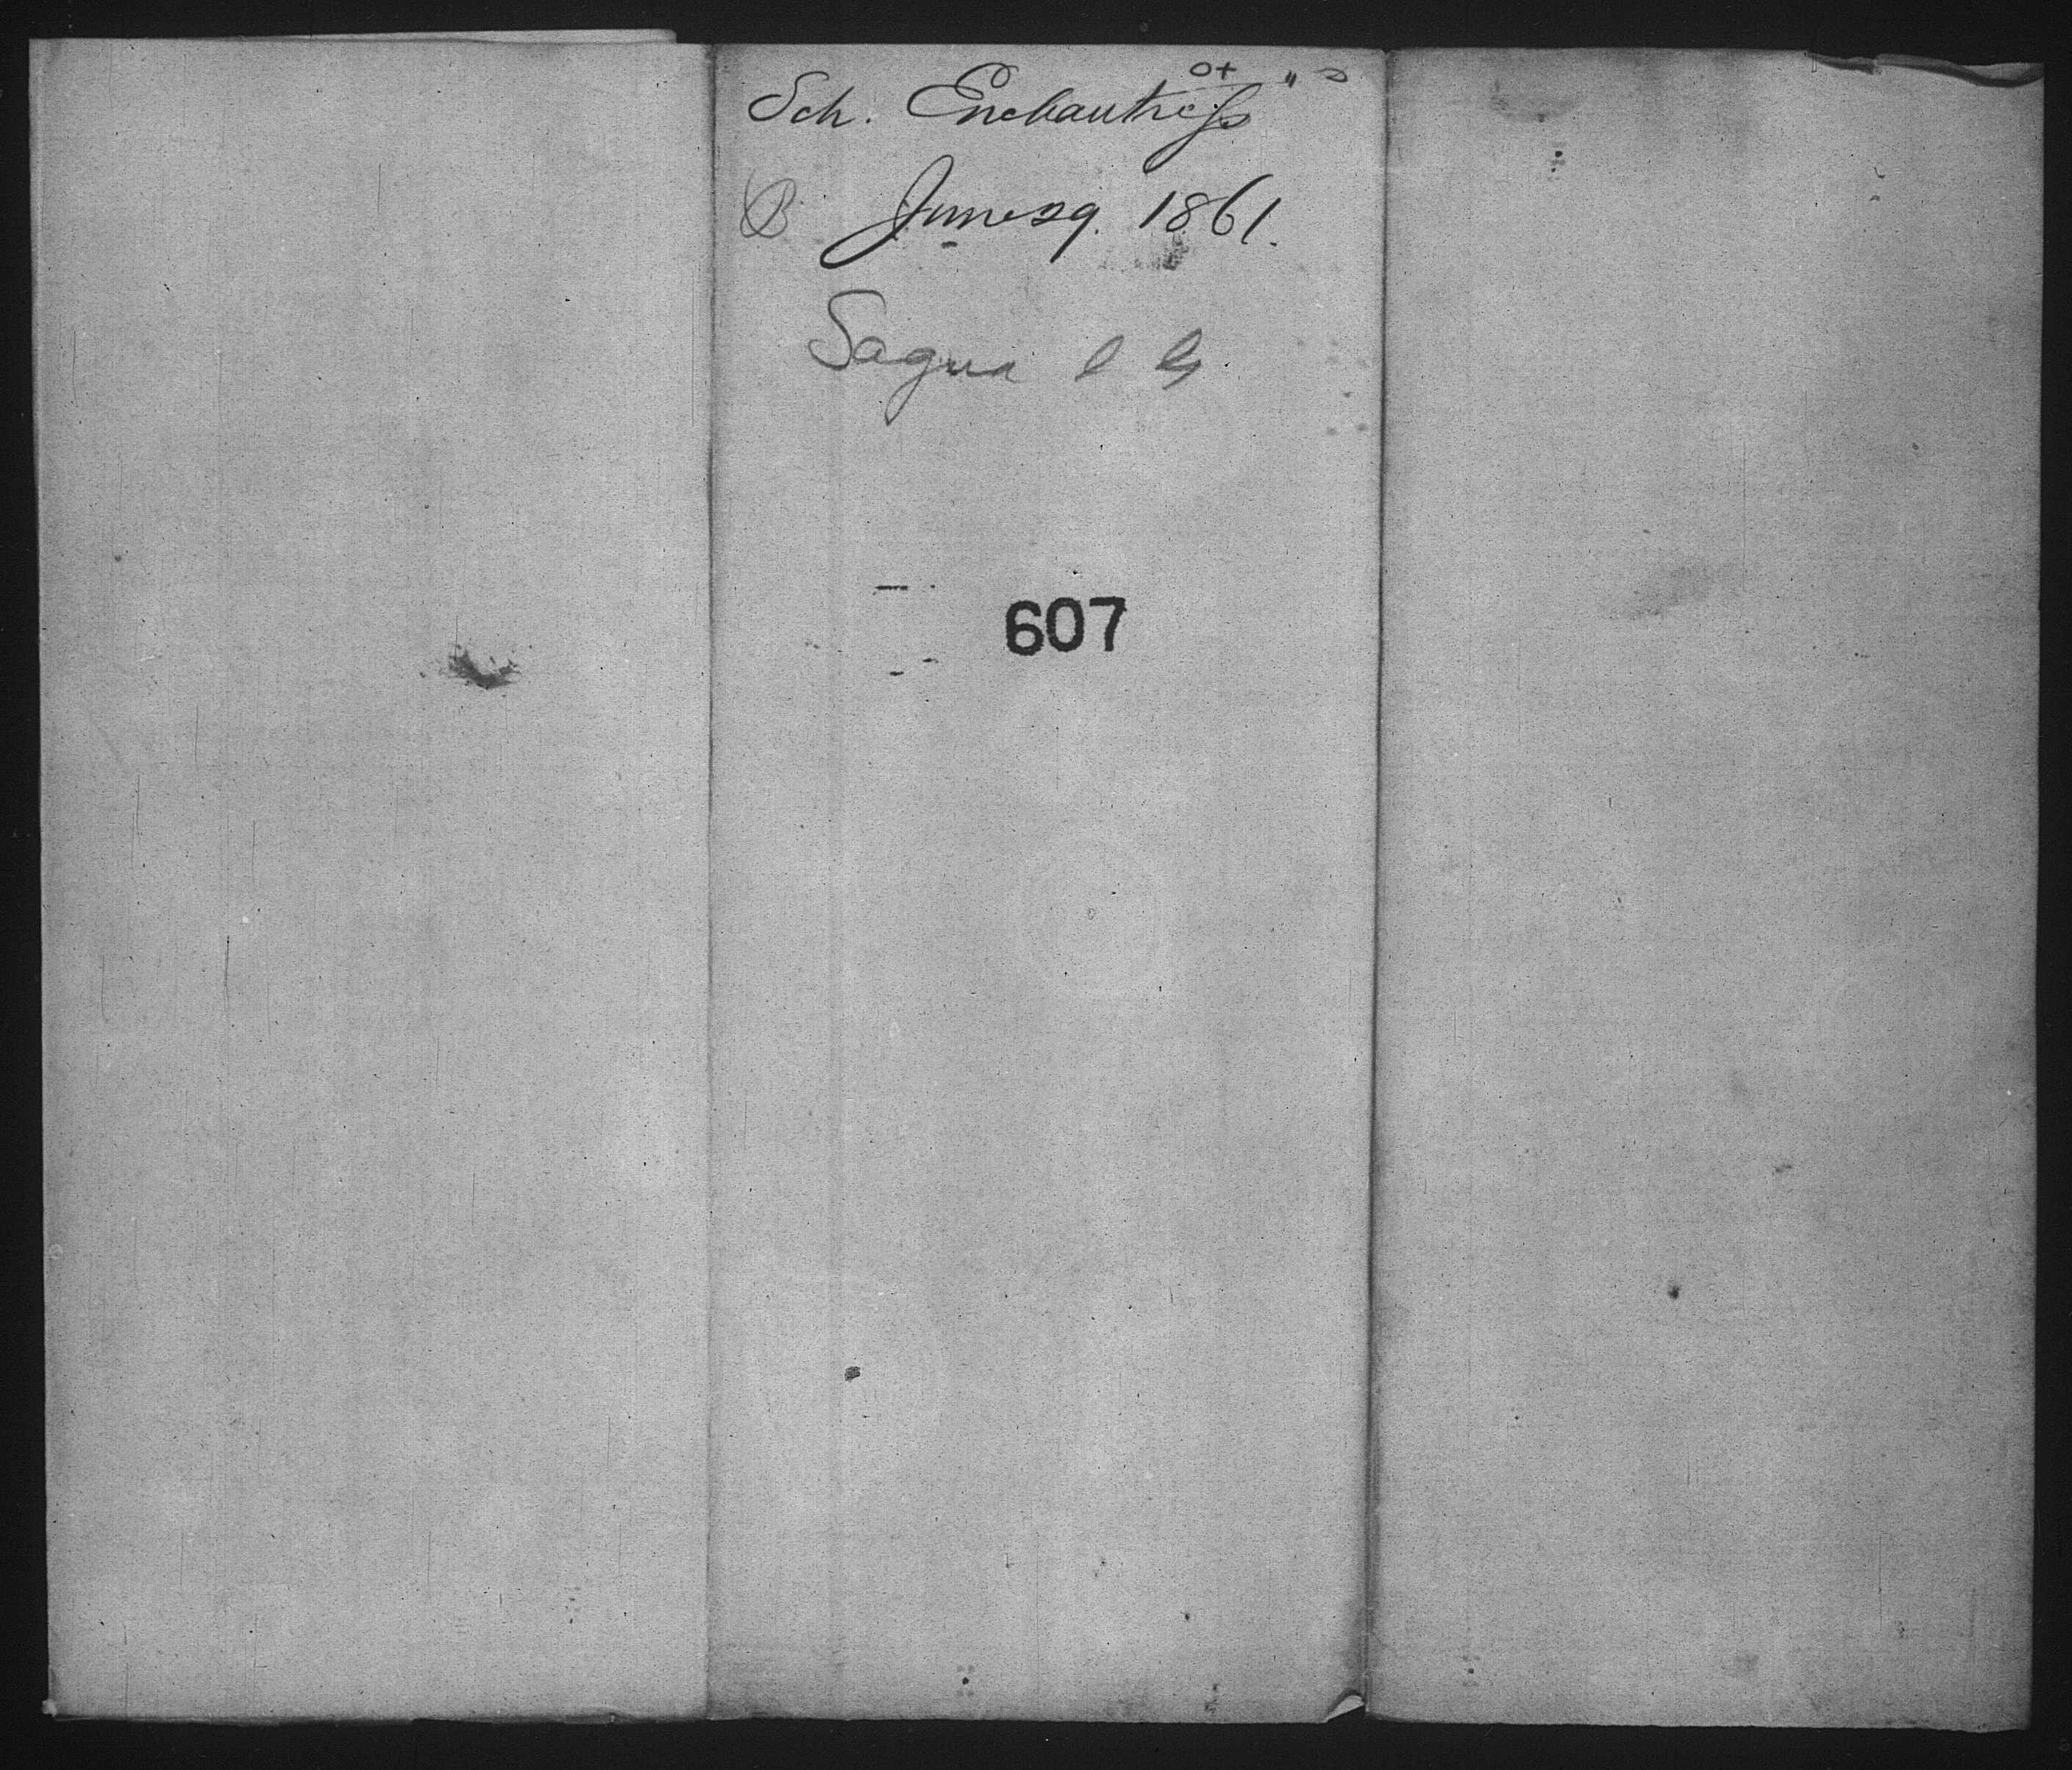 Sch. Enchantress
B June 29. 1861.
Sagua l G
607